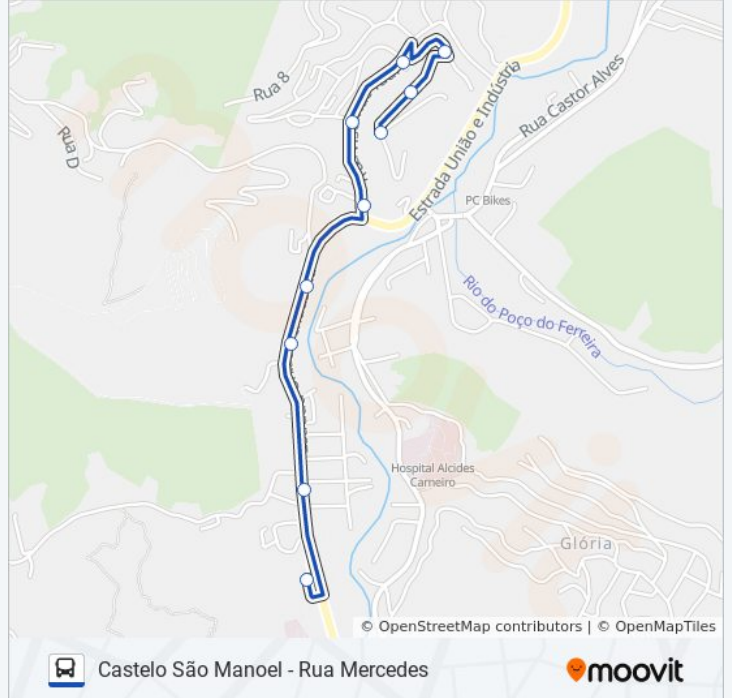 Rua 8
Rua D
Estrada União e Indústria
Rua Castor Alves
PC Bikes
Rio do Poço do Ferreira
Hospital Alcides
Carneiro
Glória
© OpenStreetMap contributors | © OpenMapTiles
Castelo São Manoel - Rua Mercedes
moovit